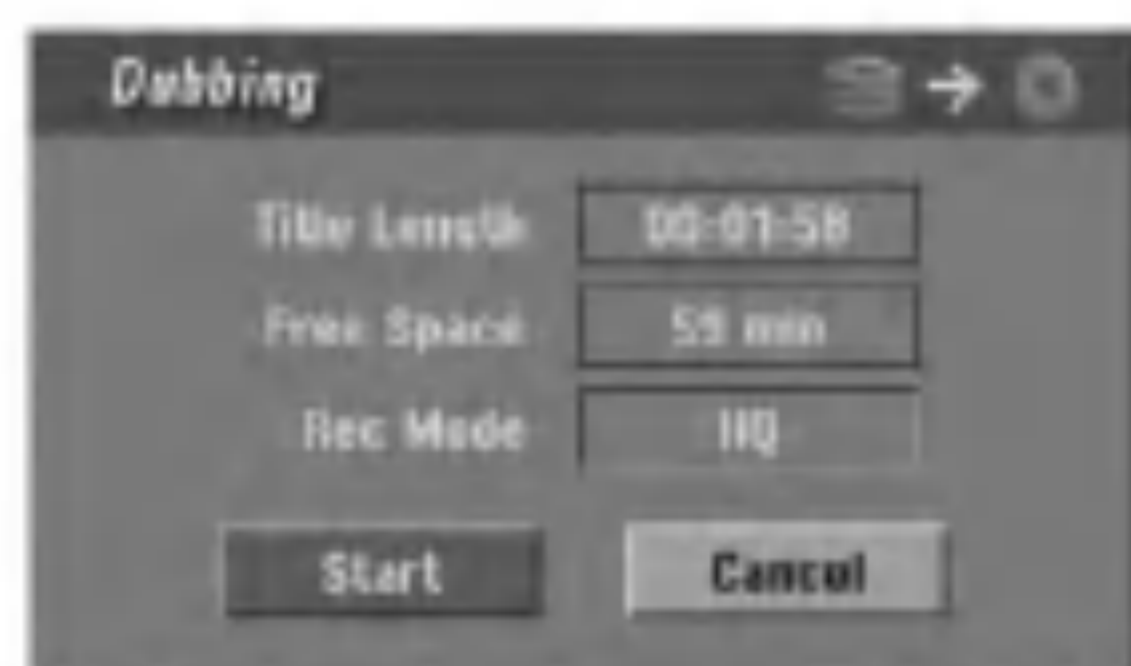 Dubbing
Title Length 00:01:58
Free Space 59 min
Rec Mode HQ
Start Cancel